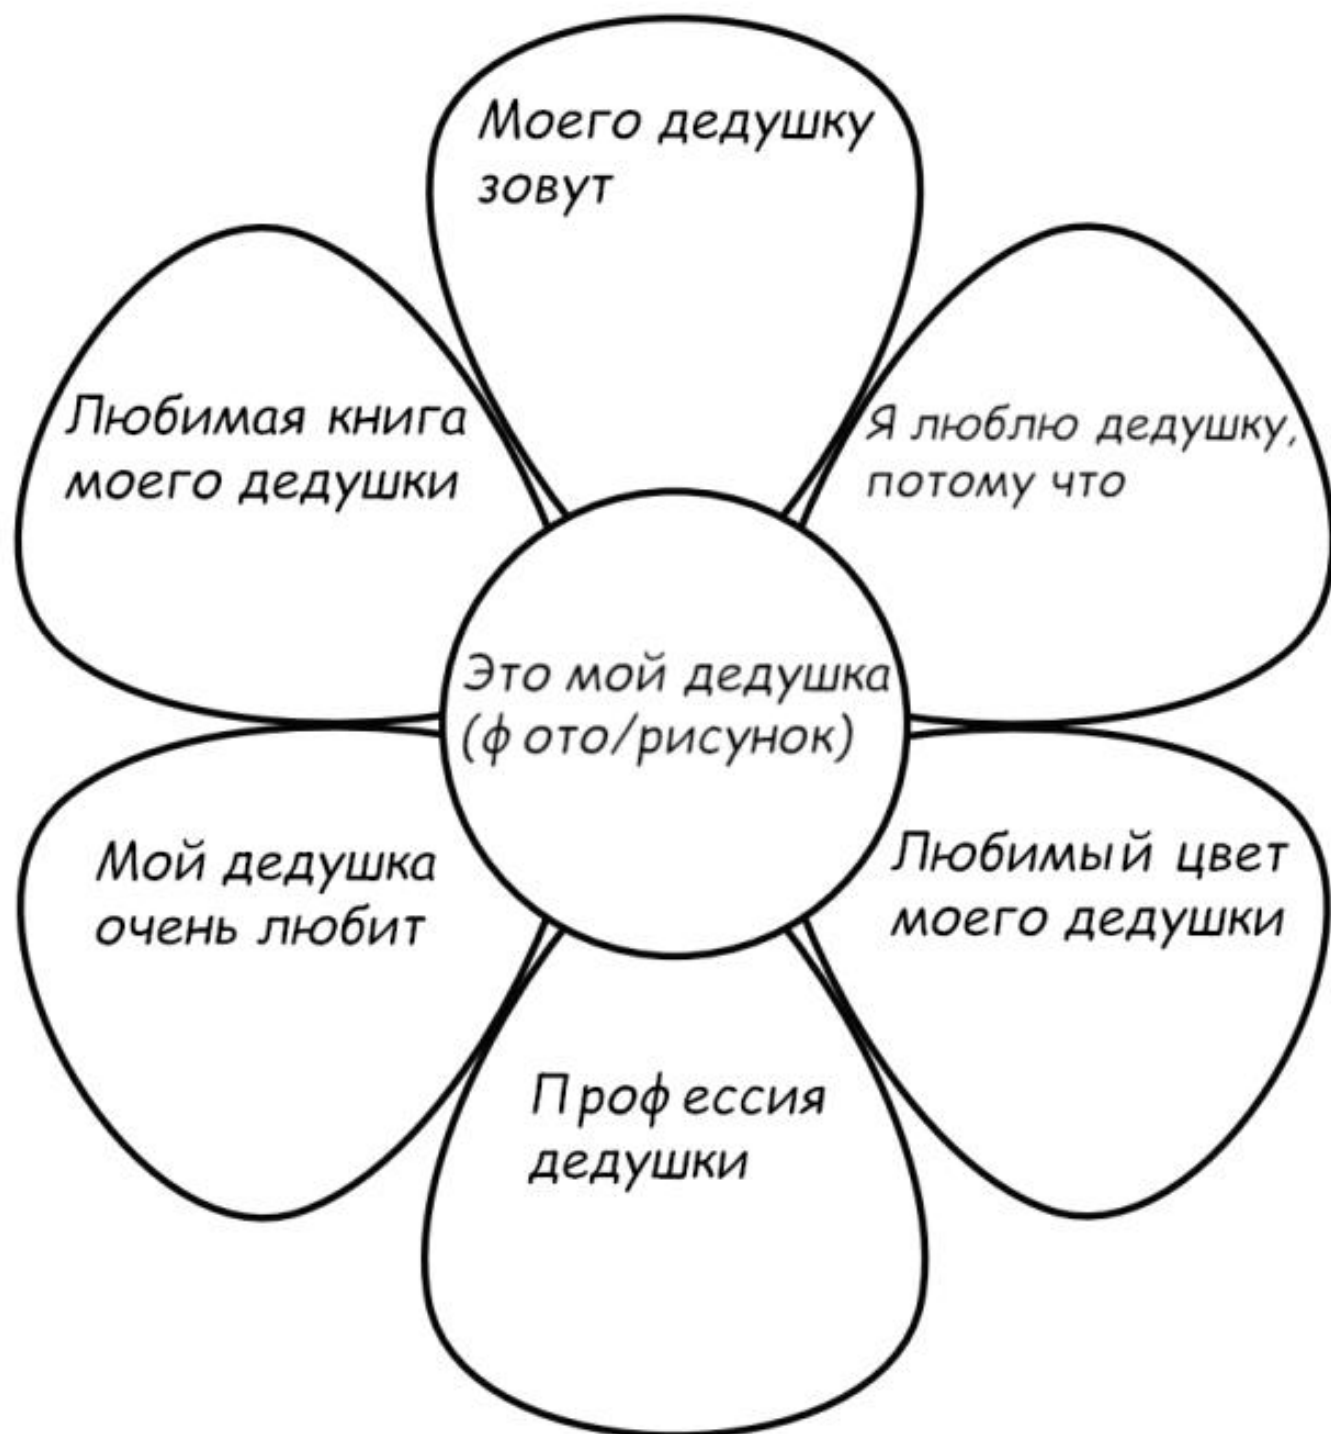 Моего дедушку
зовут
Любимая книга
моего дедушки
Я люблю дедушку,
потому что
Это мой дедушка
(фото/рисунок)
Мой дедушка
очень любит
Любимый цвет
моего дедушки
Профессия
дедушки